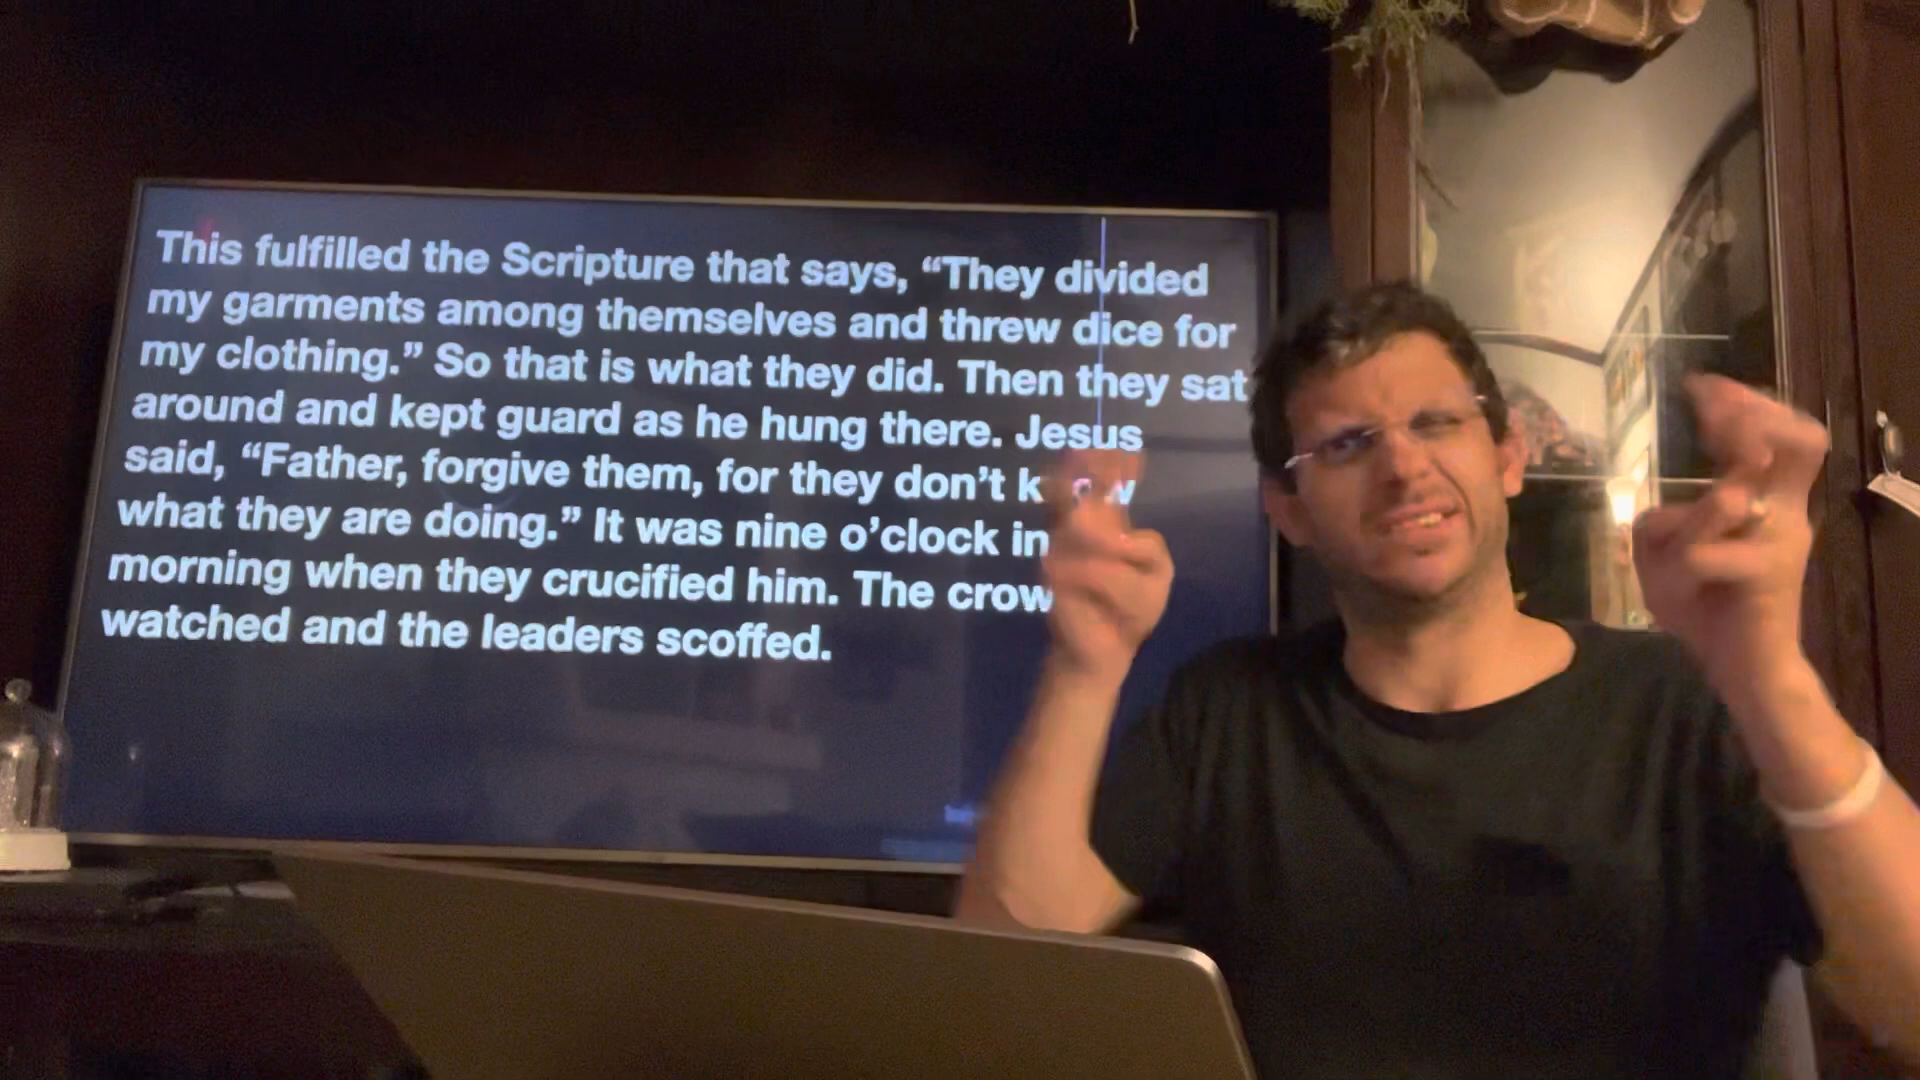 This fulfilled the Scripture that says, “They divided
my garments among themselves and threw dice for
my clothing.” So that is what they did. Then they sat
around and kept guard as he hung there. Jesus
said, “Father, forgive them, for they don’t know
what they are doing.” It was nine o’clock in
morning when they crucified him. The crow
watched and the leaders scoffed.